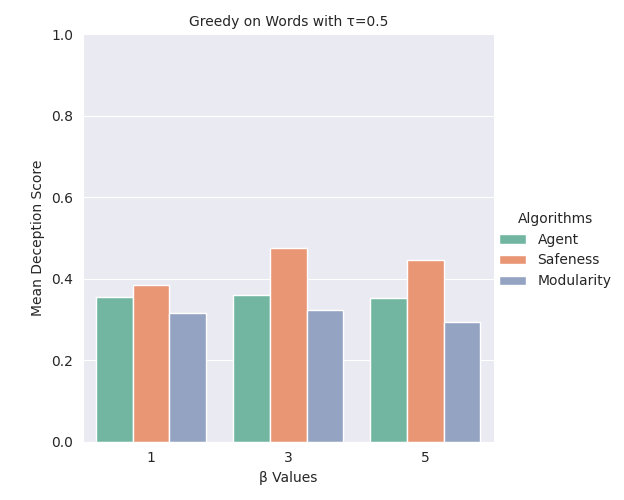 Greedy on Words with τ=0.5
1.0
0.8
0.6
0.4
0.2
0.0
Mean Deception Score
1
3
5
β Values
Algorithms
Agent
Safeness
Modularity